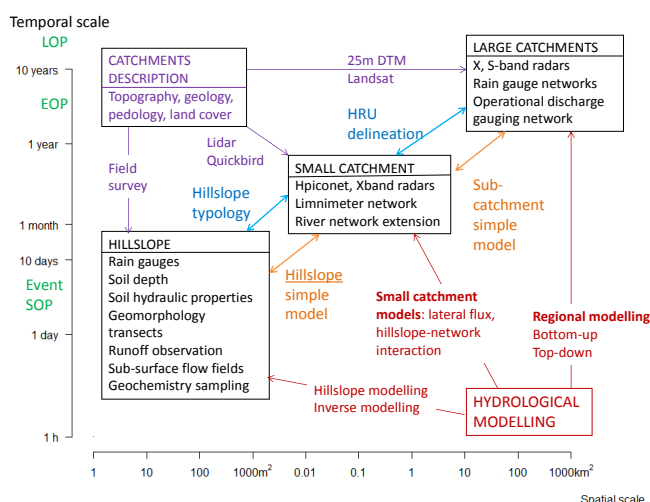 Temporal scale
LOP
10 years
EOP
1 year
1 month
10 days
Event
SOP
1 day
1 h
CATCHMENTS
DESCRIPTION
Topography, geology,
pedology, land cover
25m DTM
Landsat
LARGE CATCHMENTS
X, S-band radars
Rain gauge networks
Operational discharge
gauging network
HRU
delineation
Lidar
Quickbird
Field
survey
SMALL CATCHMENT
Hpiconet, Xband radars
Limnimeter network
River network extension
Hillslope
typology
Sub-
catchment
simple
model
HILLSLOPE
Rain gauges
Soil depth
Soil hydraulic properties
Geomorphology
transects
Runoff observation
Sub-surface flow fields
Geochemistry sampling
Hillslope
simple
model
Small catchment
models: lateral flux,
hillslope-network
interaction
Regional modelling
Bottom-up
Top-down
Hillslope modelling
Inverse modelling
HYDROLOGICAL
MODELLING
1 10 100 1000m² 0.01 0.1 1 10 100 1000km²
Spatial scale